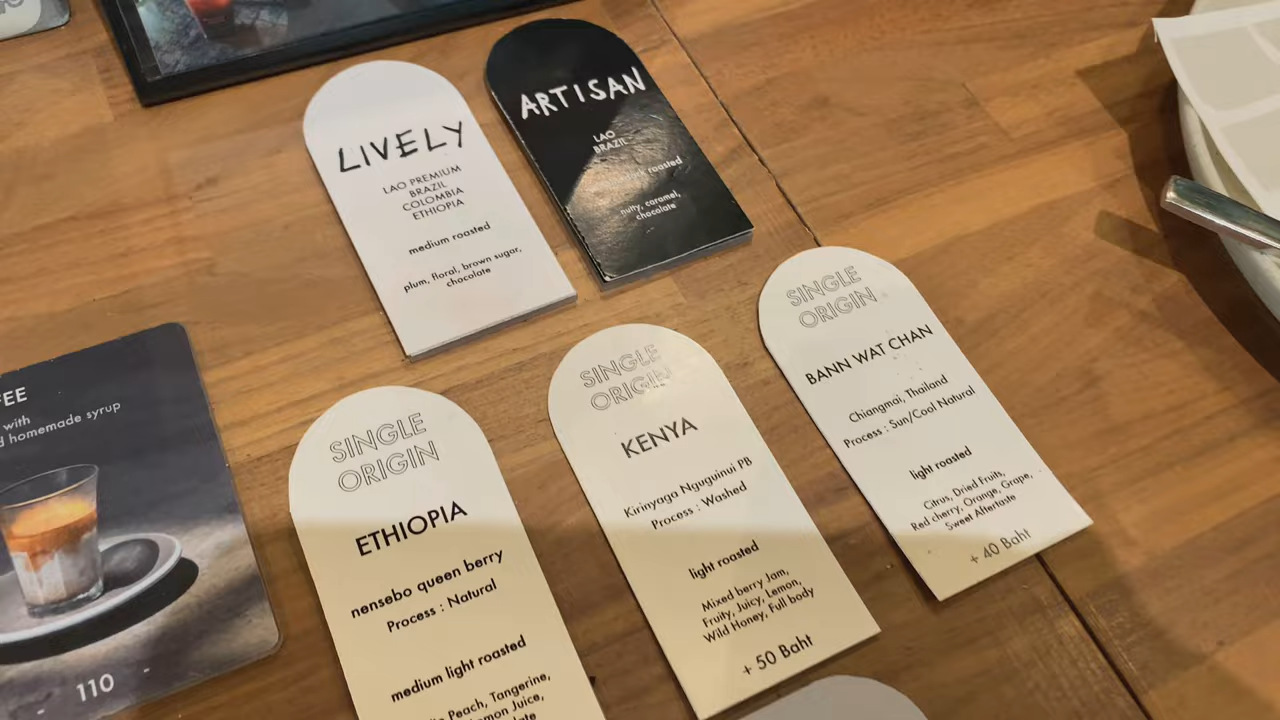 LIVELY
LAO PREMIUM
BRAZIL
COLOMBIA
ETHIOPIA
medium roasted
plum, floral, brown sugar,
chocolate
ARTISAN
LAO
BRAZIL
roasted
nutty, caramel,
chocolate
SINGLE
ORIGIN
ETHIOPIA
nensebo queen berry
Process : Natural
medium light roasted
Peach, Tangerine,
Juice,
SINGLE
ORIGIN
KENYA
Kirinyaga Nguguinui PB
Process : Washed
light roasted
Mixed berry Jam,
Fruity, Juicy, Lemon,
Wild Honey, Full body
+ 50 Baht
SINGLE
ORIGIN
BANN WAT CHAN
Chiangmai, Thailand
Process : Sun/Cool Natural
light roasted
Citrus, Dried Fruits,
Red cherry, Orange, Grape,
Sweet Aftertaste
+ 40 Baht
with
homemade syrup
110